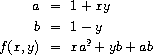 a = 1 + xy
b = 1 − y
f(x, y) = xa² + yb + ab